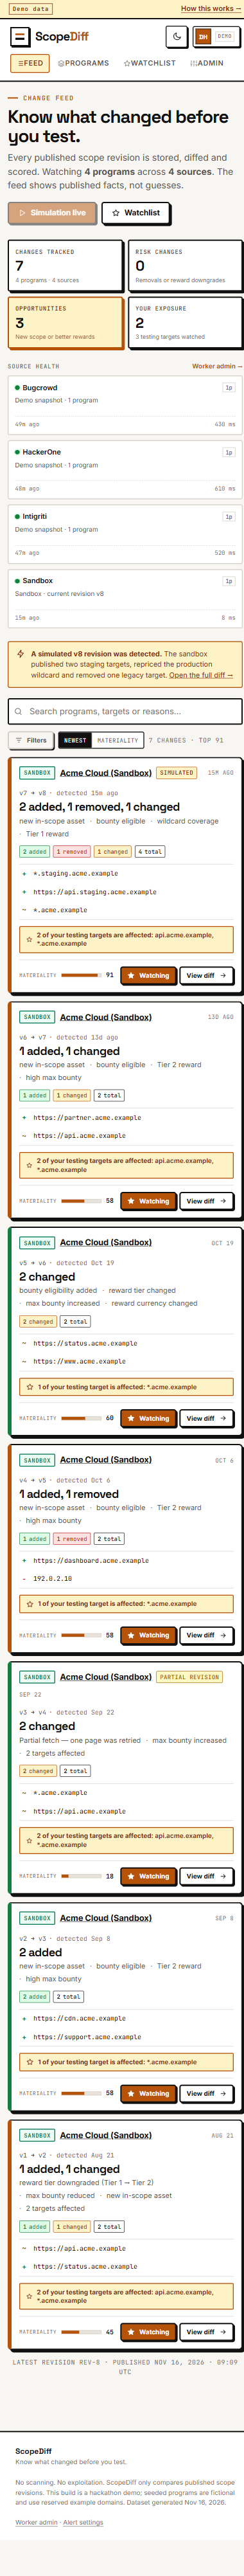 Demo data
How this works →
ScopeDiff
DH DEMO
FEED PROGRAMS WATCHLIST ADMIN
CHANGE FEED
Know what changed before
you test.
Every published scope revision is stored, diffed and
scored. Watching 4 programs across 4 sources. The
feed shows published facts, not guesses.
Simulation live
Watchlist
CHANGES TRACKED
7
4 programs · 4 sources
RISK CHANGES
0
Removals or reward downgrades
OPPORTUNITIES
3
New scope or better rewards
YOUR EXPOSURE
2
3 testing targets watched
SOURCE HEALTH
Worker admin →
Bugcrowd 1p
Demo snapshot · 1 program
49m ago 430 ms
HackerOne 1p
Demo snapshot · 1 program
48m ago 610 ms
Intigriti 1p
Demo snapshot · 1 program
47m ago 520 ms
Sandbox 1p
Sandbox · current revision v8
15m ago 8 ms
A simulated v8 revision was detected. The sandbox
published two staging targets, repriced the production
wildcard and removed one legacy target. Open the full diff →
Search programs, targets or reasons...
Filters NEWEST MATERIALITY 7 CHANGES · TOP 91
SANDBOX Acme Cloud (Sandbox) SIMULATED 15M AGO
v7 → v8 · detected 15m ago
2 added, 1 removed, 1 changed
new in-scope asset · bounty eligible · wildcard coverage
· Tier 1 reward
2 added 1 removed 1 changed 4 total
+ *.staging.acme.example
+ https://api.staging.acme.example
~ *.acme.example
2 of your testing targets are affected: api.acme.example,
*.acme.example
MATERIALITY 91 Watching View diff →
SANDBOX Acme Cloud (Sandbox) 13D AGO
v6 → v7 · detected 13d ago
1 added, 1 changed
new in-scope asset · bounty eligible · Tier 2 reward
· high max bounty
1 added 1 changed 2 total
+ https://partner.acme.example
~ https://api.acme.example
2 of your testing targets are affected: api.acme.example,
*.acme.example
MATERIALITY 58 Watching View diff →
SANDBOX Acme Cloud (Sandbox) OCT 19
v5 → v6 · detected Oct 19
2 changed
bounty eligibility added · reward tier changed
· max bounty increased · reward currency changed
2 changed 2 total
~ https://status.acme.example
~ https://www.acme.example
1 of your testing target is affected: *.acme.example
MATERIALITY 60 Watching View diff →
SANDBOX Acme Cloud (Sandbox) OCT 6
v4 → v5 · detected Oct 6
1 added, 1 removed
new in-scope asset · bounty eligible · Tier 2 reward
· high max bounty
1 added 1 removed 2 total
+ https://dashboard.acme.example
- 192.0.2.10
1 of your testing target is affected: *.acme.example
MATERIALITY 58 Watching View diff →
SANDBOX Acme Cloud (Sandbox) PARTIAL REVISION
SEP 22
v3 → v4 · detected Sep 22
2 changed
Partial fetch — one page was retried · max bounty increased
· 2 targets affected
2 changed 2 total
~ *.acme.example
~ https://api.acme.example
2 of your testing targets are affected: api.acme.example,
*.acme.example
MATERIALITY 18 Watching View diff →
SANDBOX Acme Cloud (Sandbox) SEP 8
v2 → v3 · detected Sep 8
2 added
new in-scope asset · bounty eligible · Tier 2 reward
· high max bounty
2 added 2 total
+ https://cdn.acme.example
+ https://support.acme.example
1 of your testing target is affected: *.acme.example
MATERIALITY 58 Watching View diff →
SANDBOX Acme Cloud (Sandbox) AUG 21
v1 → v2 · detected Aug 21
1 added, 1 changed
reward tier downgraded (Tier 1 → Tier 2)
· max bounty reduced · new in-scope asset
· 2 targets affected
1 added 1 changed 2 total
~ https://api.acme.example
+ https://status.acme.example
2 of your testing targets are affected: api.acme.example,
*.acme.example
MATERIALITY 45 Watching View diff →
LATEST REVISION REV-8 · PUBLISHED NOV 16, 2026 · 09:09
UTC
ScopeDiff
Know what changed before you test.
No scanning. No exploitation. ScopeDiff only compares published scope
revisions. This build is a hackathon demo; seeded programs are fictional
and use reserved example domains. Dataset generated Nov 16, 2026.
Worker admin · Alert settings